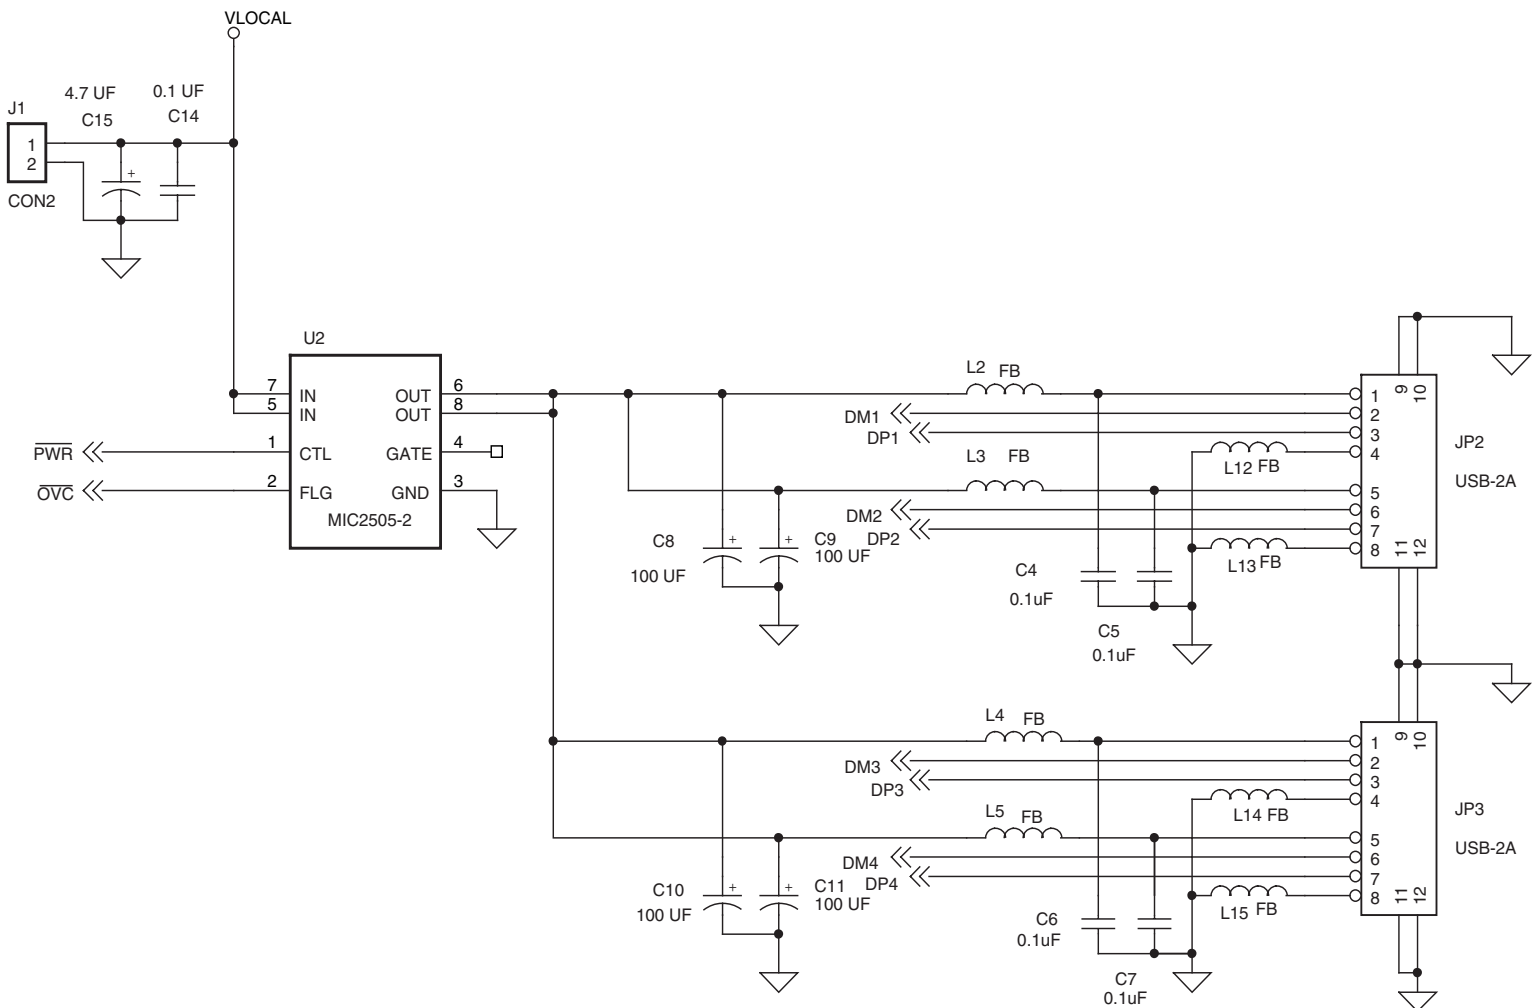 VLOCAL
4.7 UF
0.1 UF
J1
C15
C14
1
2
+
CON2
U2
7
IN
OUT
6
5
IN
OUT
8
PWR
1
CTL
GATE
4
OVC
2
FLG
GND
3
MIC2505-2
L2 FB
DM1
DP1
L3 FB
L12 FB
DM2
DP2
L13 FB
C8
100 UF
+
+
C9
100 UF
C4
0.1uF
C5
0.1uF
9
10
1
2
3
4
5
6
7
8
11
12
JP2
USB-2A
L4 FB
DM3
DP3
L5 FB
L14 FB
DM4
DP4
L15 FB
C10
100 UF
+
+
C11
100 UF
C6
0.1uF
C7
0.1uF
9
10
1
2
3
4
5
6
7
8
11
12
JP3
USB-2A